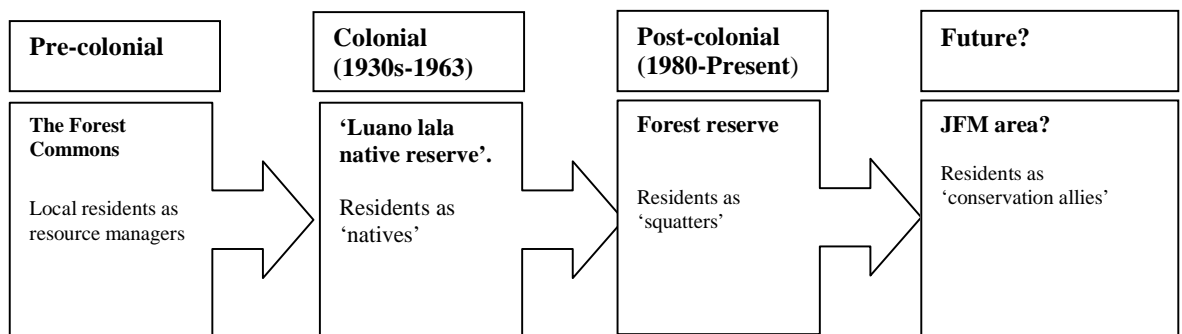 Pre-colonial
Colonial
(1930s-1963)
Post-colonial
(1980-Present)
Future?
The Forest
Commons
Local residents as
resource managers
‘Luano lala
native reserve’.
Residents as
‘natives’
Forest reserve
Residents as
‘squatters’
JFM area?
Residents as
‘conservation allies’